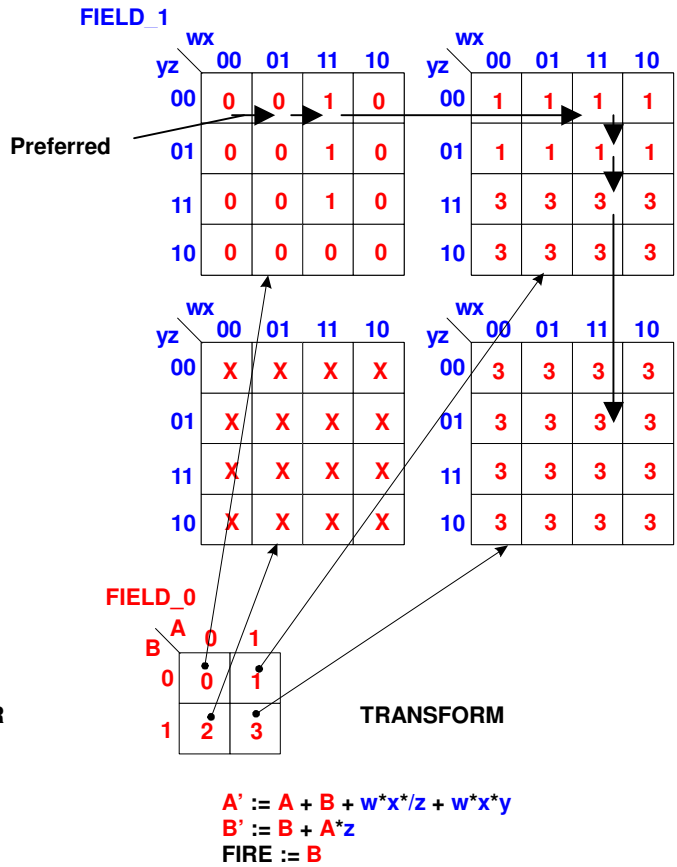 FIELD_1
wx wx
yz 00 01 11 10 yz 00 01 11 10
00 0 0 1 0 00 1 1 1 1
Preferred
01 0 0 1 0 01 1 1 1 1
11 0 0 1 0 11 3 3 3 3
10 0 0 0 0 10 3 3 3 3
wx wx
yz 00 01 11 10 yz 00 01 11 10
00 X X X X 00 3 3 3 3
01 X X X X 01 3 3 3 3
11 X X X X 11 3 3 3 3
10 X X X X 10 3 3 3 3
FIELD_0
A 0 1
B
0 0 1
R 1 2 3 TRANSFORM
A' := A + B + w*x*/z + w*x*y
B' := B + A*z
FIRE := B